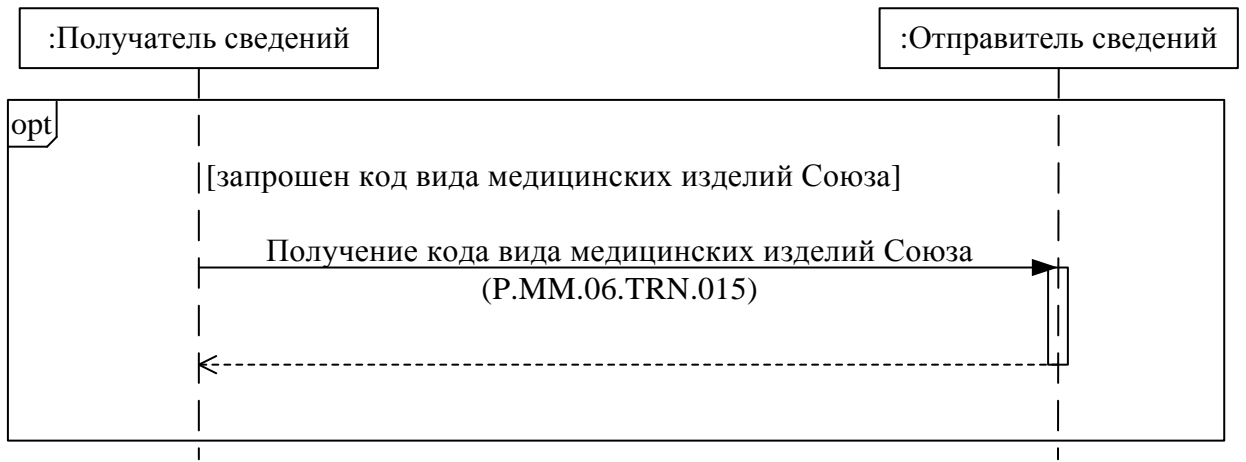 :Получатель сведений
:Отправитель сведений
opt
[запрошен код вида медицинских изделий Союза]
Получение кода вида медицинских изделий Союза
(P.MM.06.TRN.015)